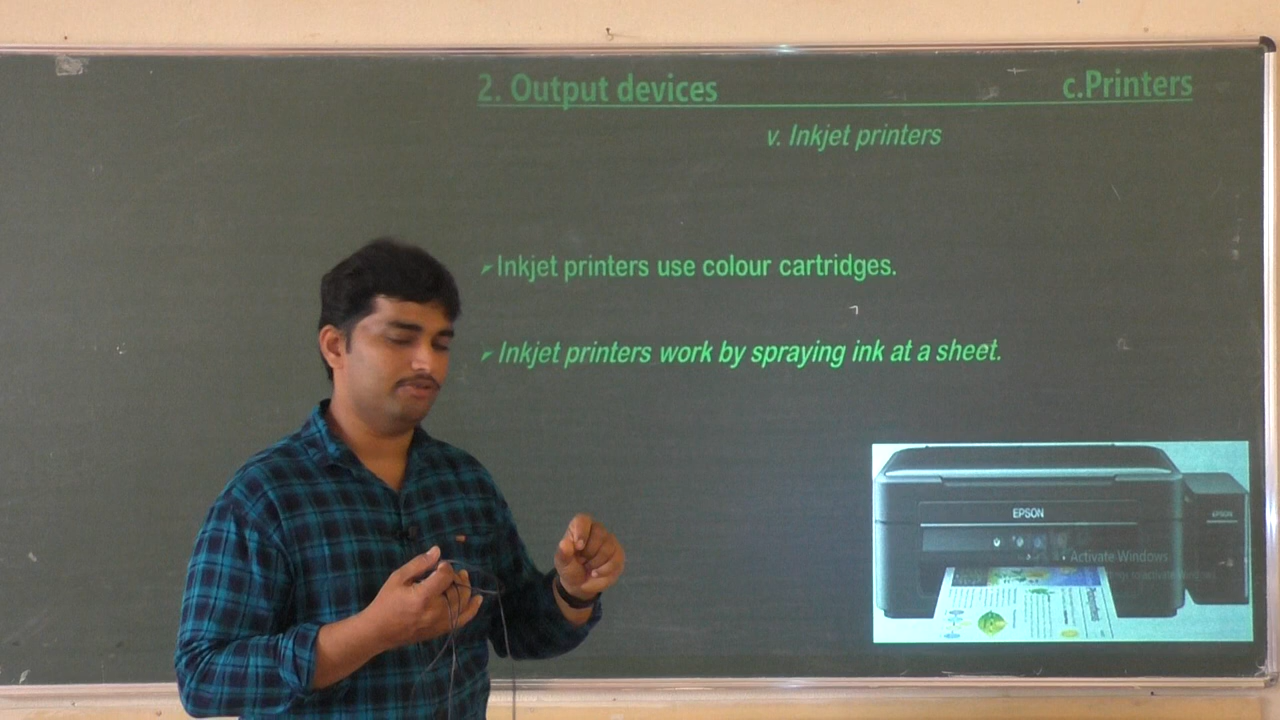 2. Output devices c.Printers
v. Inkjet printers
Inkjet printers use colour cartridges.
Inkjet printers work by spraying ink at a sheet.
EPSON
EPSON
Activate Windows